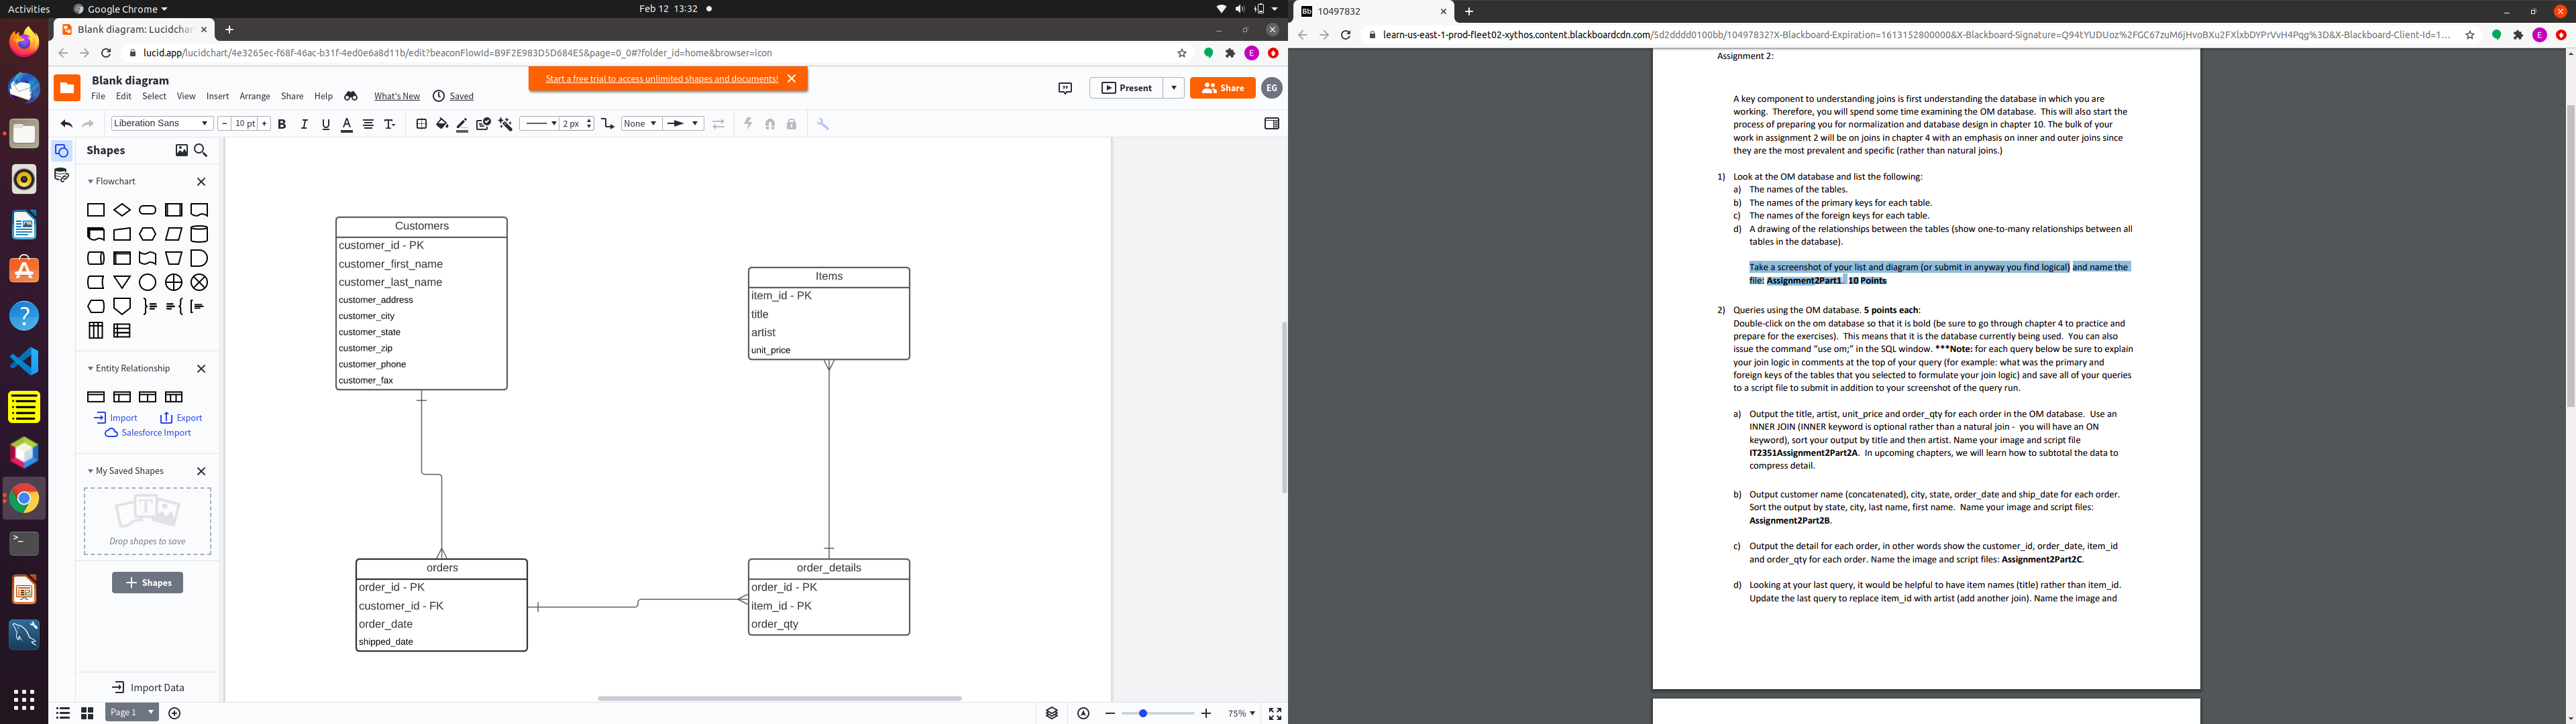 Activities
Google Chrome
Feb 12 13:32
Blank diagram: Lucidchar
lucid.app/lucidchart/4e3265ec-f68f-46ac-b31f-4ed0e6a8d11b/edit?beaconFlowId=B9F2E983D5D684E5&page=0_0#?folder_id=home&browser=icon
E
Blank diagram
Start a free trial to access unlimited shapes and documents!
File Edit Select View Insert Arrange Share Help
What's New
Saved
Present
Share
EG
Liberation Sans
10 pt
B I U A T
2 px
None
Shapes
Flowchart
Entity Relationship
Import
Export
Salesforce Import
My Saved Shapes
T
Drop shapes to save
+ Shapes
Import Data
Page 1
75%
Customers
customer_id - PK
customer_first_name
customer_last_name
customer_address
customer_city
customer_state
customer_zip
customer_phone
customer_fax
Items
item_id - PK
title
artist
unit_price
orders
order_id - PK
customer_id - FK
order_date
shipped_date
order_details
order_id - PK
item_id - PK
order_qty
Bb
10497832
learn-us-east-1-prod-fleet02-xythos.content.blackboardcdn.com/5d2dddd0100bb/10497832?X-Blackboard-Expiration=1613152800000&X-Blackboard-Signature=Q94tYUDUoz%2FGC67zuM6jHvoBXu2FXlxbDYPrVvH4Pqg%3D&X-Blackboard-Client-Id=1...
E
Assignment 2:
A key component to understanding joins is first understanding the database in which you are
working. Therefore, you will spend some time examining the OM database. This will also start the
process of preparing you for normalization and database design in chapter 10. The bulk of your
work in assignment 2 will be on joins in chapter 4 with an emphasis on inner and outer joins since
they are the most prevalent and specific (rather than natural joins.)
1) Look at the OM database and list the following:
a) The names of the tables.
b) The names of the primary keys for each table.
c) The names of the foreign keys for each table.
d) A drawing of the relationships between the tables (show one-to-many relationships between all
tables in the database).
Take a screenshot of your list and diagram (or submit in anyway you find logical) and name the
file: Assignment2Part1. 10 Points
2) Queries using the OM database. 5 points each:
Double-click on the om database so that it is bold (be sure to go through chapter 4 to practice and
prepare for the exercises). This means that it is the database currently being used. You can also
issue the command "use om;" in the SQL window. ***Note: for each query below be sure to explain
your join logic in comments at the top of your query (for example: what was the primary and
foreign keys of the tables that you selected to formulate your join logic) and save all of your queries
to a script file to submit in addition to your screenshot of the query run.
a) Output the title, artist, unit_price and order_qty for each order in the OM database. Use an
INNER JOIN (INNER keyword is optional rather than a natural join - you will have an ON
keyword), sort your output by title and then artist. Name your image and script file
IT2351Assignment2Part2A. In upcoming chapters, we will learn how to subtotal the data to
compress detail.
b) Output customer name (concatenated), city, state, order_date and ship_date for each order.
Sort the output by state, city, last name, first name. Name your image and script files:
Assignment2Part2B.
c) Output the detail for each order, in other words show the customer_id, order_date, item_id
and order_qty for each order. Name the image and script files: Assignment2Part2C.
d) Looking at your last query, it would be helpful to have item names (title) rather than item_id.
Update the last query to replace item_id with artist (add another join). Name the image and